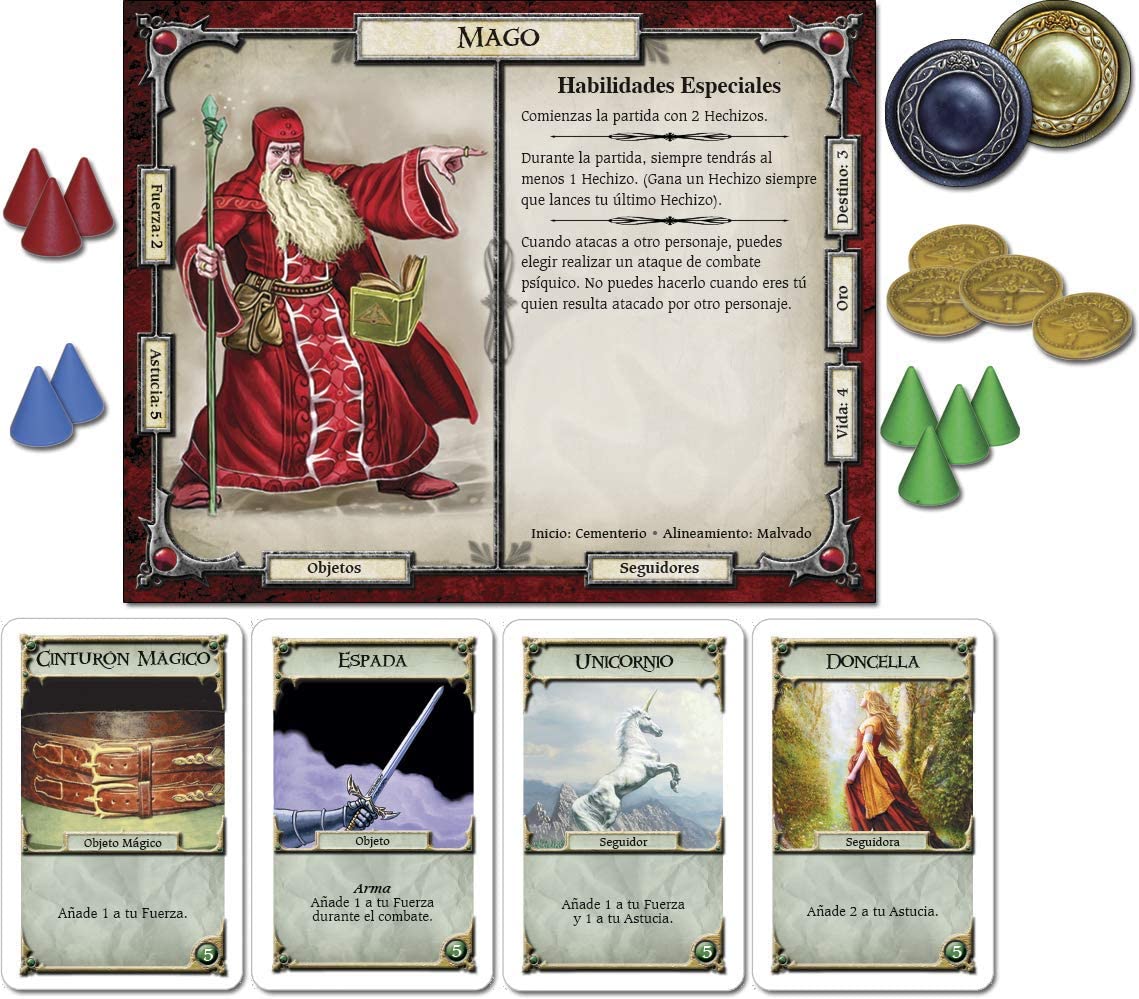 Mago
Habilidades Especiales
Comienzas la partida con 2 Hechizos.
Durante la partida, siempre tendrás al
menos 1 Hechizo. (Gana un Hechizo siempre
que lances tu último Hechizo).
Cuando atacas a otro personaje, puedes
elegir realizar un ataque de combate
psíquico. No puedes hacerlo cuando eres tú
quien resulta atacado por otro personaje.
Inicio: Cementerio • Alineamiento: Malvado
Fuerza: 2
Astucia: 5
Destino: 3
Oro
Vida: 4
Objetos
Seguidores
1
1
1
Cinturón Mágico
Objeto Mágico
Añade 1 a tu Fuerza.
5
Espada
Objeto
Arma
Añade 1 a tu Fuerza
durante el combate.
5
Unicornio
Seguidor
Añade 1 a tu Fuerza
y 1 a tu Astucia.
5
Doncella
Seguidora
Añade 2 a tu Astucia.
5